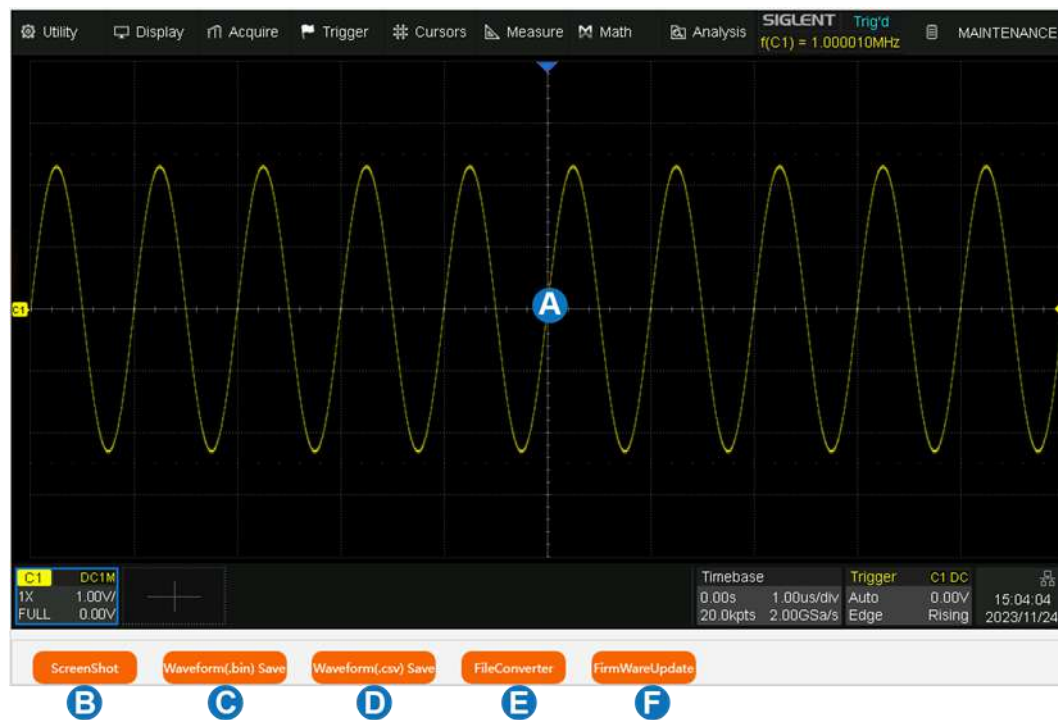 Utility Display Acquire Trigger Cursors Measure Math Analysis SIGLENT Trig'd MAINTENANCE
f(C1) = 1.000010MHz
A
C1
C1 DC1M
1X 1.00V/
FULL 0.00V
Timebase
0.00s 1.00us/div
20.0kpts 2.00GSa/s
Trigger C1 DC
Auto 0.00V
Edge Rising
15:04:04
2023/11/24
ScreenShot Waveform(.bin) Save Waveform(.csv) Save FileConverter FirmWareUpdate
B C D E F